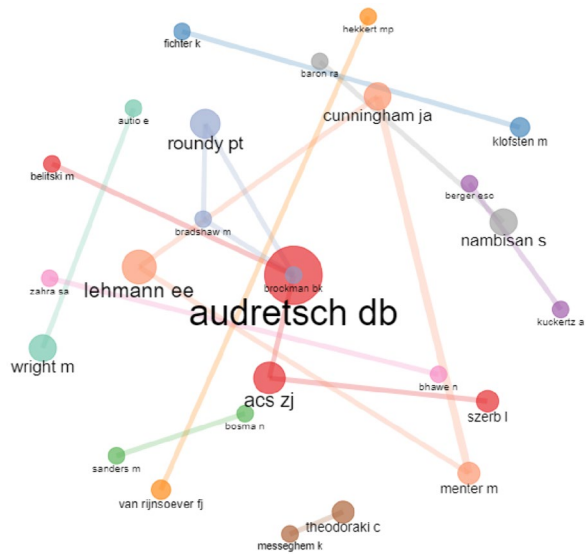 hekkert mp
fichter k
baron ra
autio e
cunningham ja
roundy pt
klofsten m
belitski m
berger esc
bradshaw m
nambisan s
zahra sa
lehmann ee
brockman bk
audretsch db
kuckertz a
wright m
bhawe n
acs zj
szerb l
bosma n
sanders m
menter m
van rijnsoever fj
theodoraki c
messeghem k